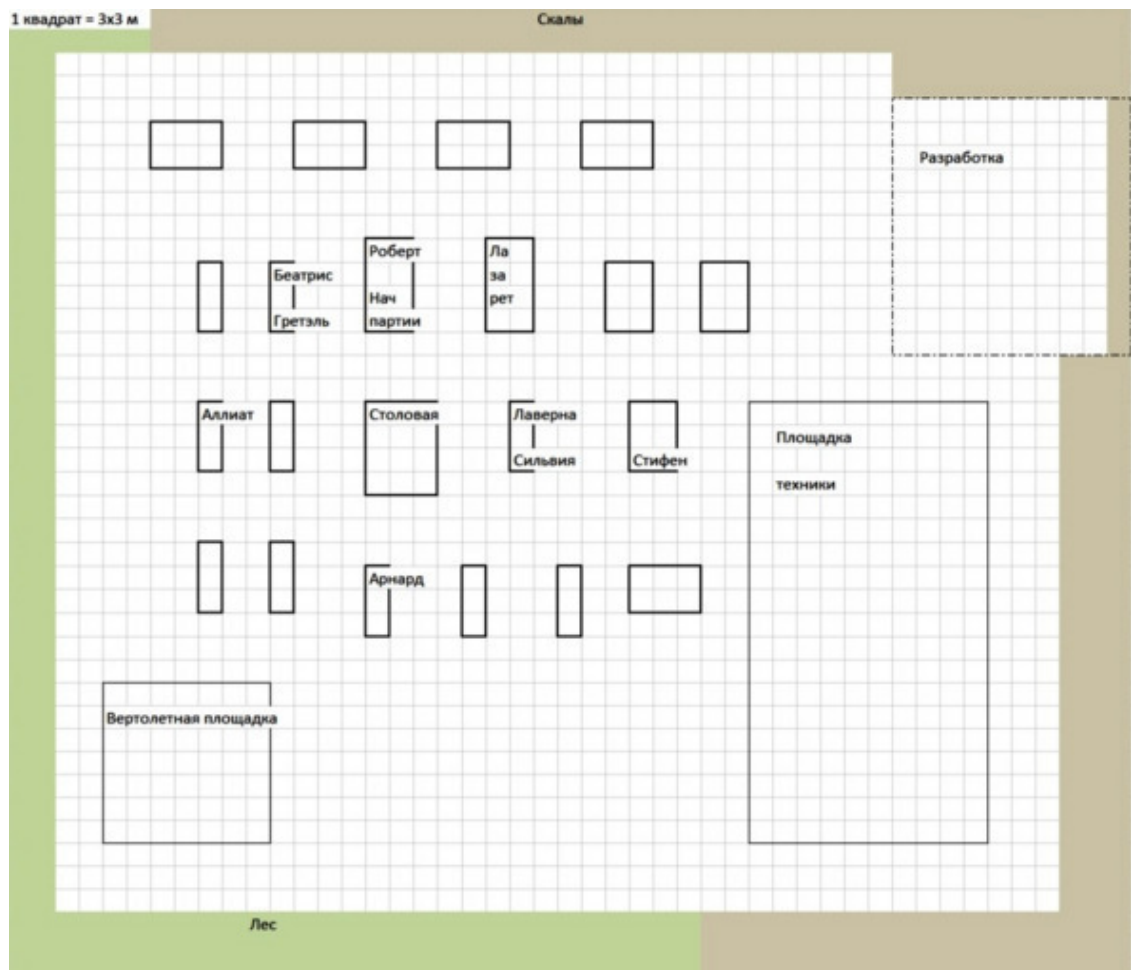 1 квадрат = 3х3 м
Скалы
Разработка
Роберт
Нач
партии
Ла
за
рет
Беатрис
Гретэль
Аллиат
Столовая
Лаверна
Сильвия
Стифен
Площадка
техники
Арнард
Вертолетная площадка
Лес